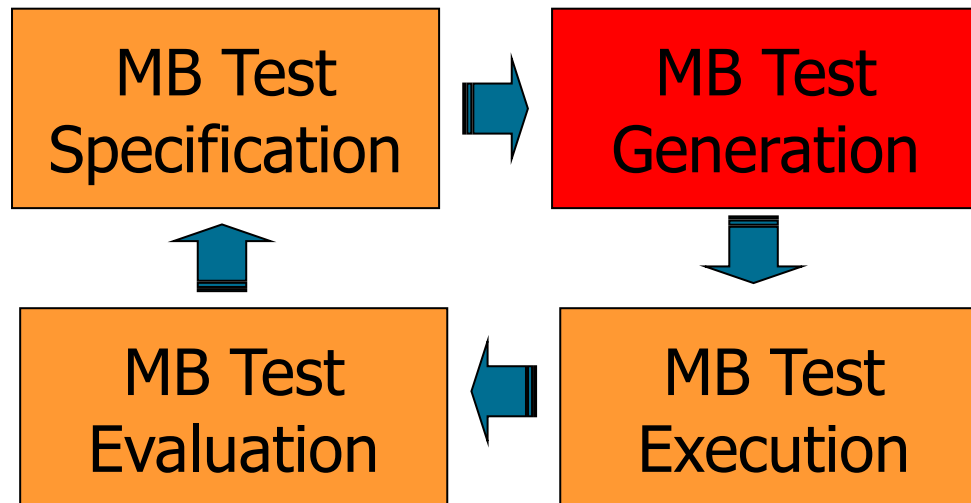 MB Test
Specification
MB Test
Generation
MB Test
Evaluation
MB Test
Execution